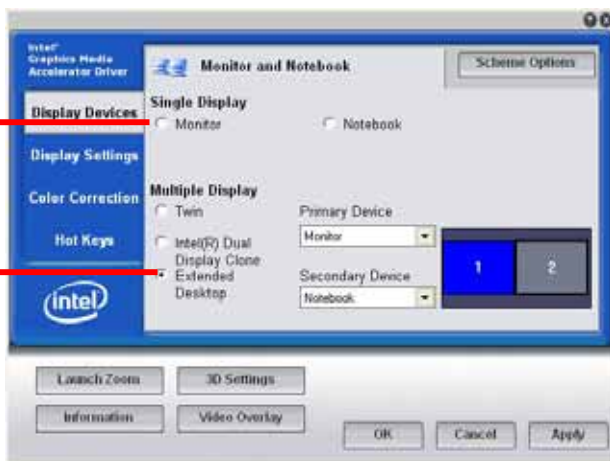 Intel®
Graphics Media
Accelerator Driver
Monitor and Notebook
Scheme Options
Display Devices
Display Settings
Color Correction
Hot Keys
intel
Single Display
Monitor
Notebook
Multiple Display
Twin
Intel(R) Dual
Display Clone
Extended
Desktop
Primary Device
Monitor
Secondary Device
Notebook
1
2
Launch Zoom
3D Settings
Information
Video Overlay
OK
Cancel
Apply